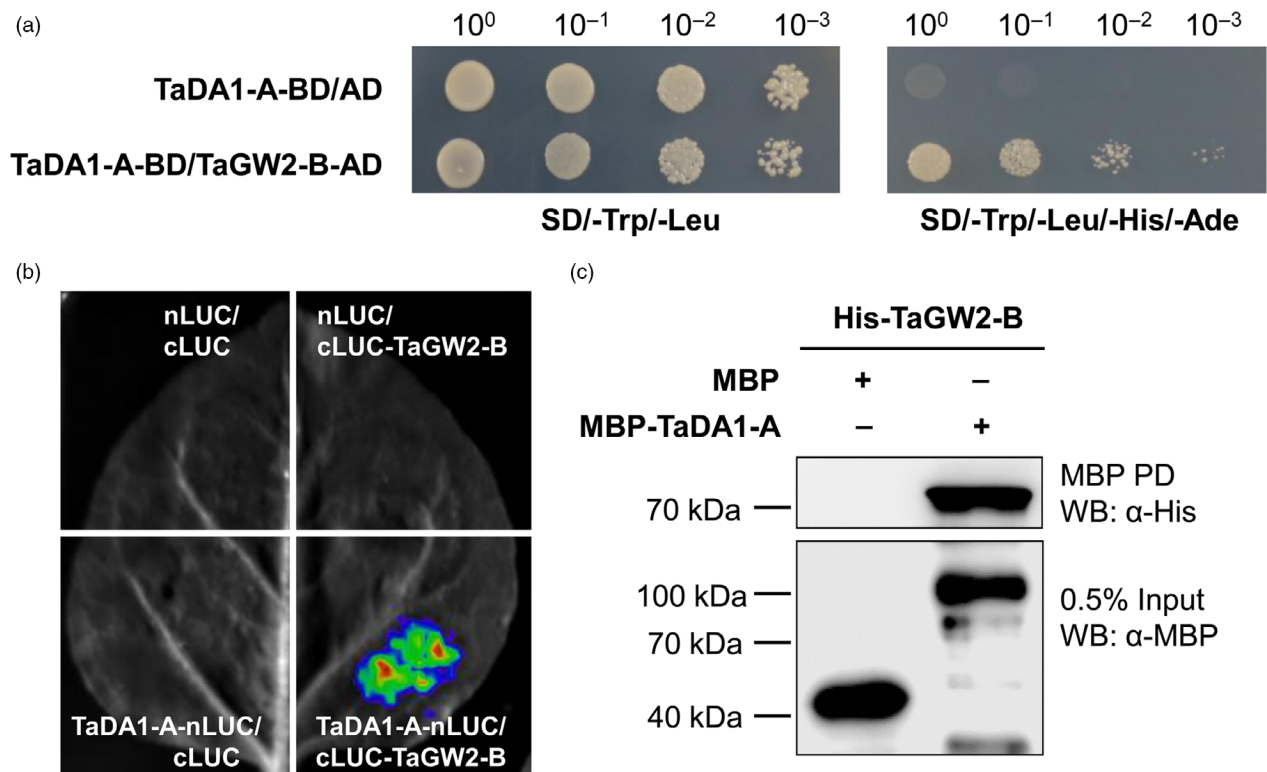 (a)
10⁰ 10⁻¹ 10⁻² 10⁻³ 10⁰ 10⁻¹ 10⁻² 10⁻³
TaDA1-A-BD/AD
TaDA1-A-BD/TaGW2-B-AD
SD/-Trp/-Leu SD/-Trp/-Leu/-His/-Ade
(b)
nLUC/
cLUC
nLUC/
cLUC-TaGW2-B
TaDA1-A-nLUC/
cLUC
TaDA1-A-nLUC/
cLUC-TaGW2-B
(c)
His-TaGW2-B
MBP + –
MBP-TaDA1-A – +
70 kDa
MBP PD
WB: α-His
100 kDa
70 kDa
40 kDa
0.5% Input
WB: α-MBP